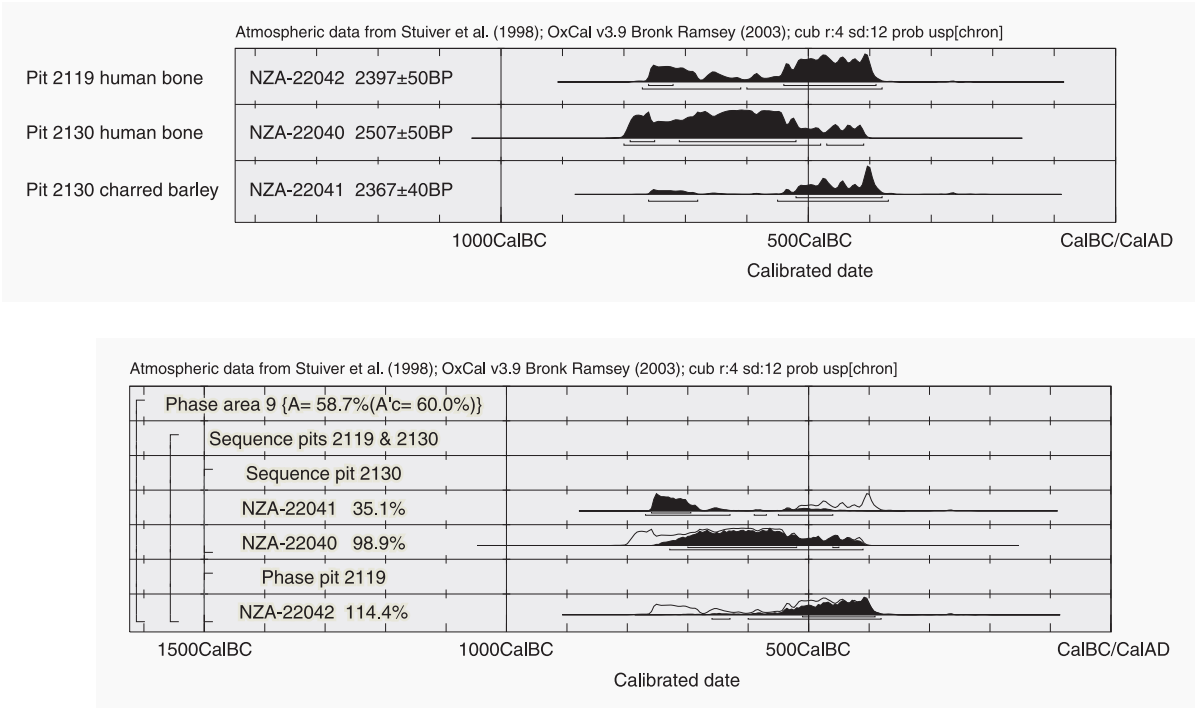 Atmospheric data from Stuiver et al. (1998); OxCal v3.9 Bronk Ramsey (2003); cub r:4 sd:12 prob usp[chron]
Pit 2119 human bone NZA-22042 2397±50BP
Pit 2130 human bone NZA-22040 2507±50BP
Pit 2130 charred barley NZA-22041 2367±40BP
1000CalBC 500CalBC CalBC/CalAD
Calibrated date
Atmospheric data from Stuiver et al. (1998); OxCal v3.9 Bronk Ramsey (2003); cub r:4 sd:12 prob usp[chron]
Phase area 9 {A= 58.7%(A'c= 60.0%)}
Sequence pits 2119 & 2130
Sequence pit 2130
NZA-22041 35.1%
NZA-22040 98.9%
Phase pit 2119
NZA-22042 114.4%
1500CalBC 1000CalBC 500CalBC CalBC/CalAD
Calibrated date